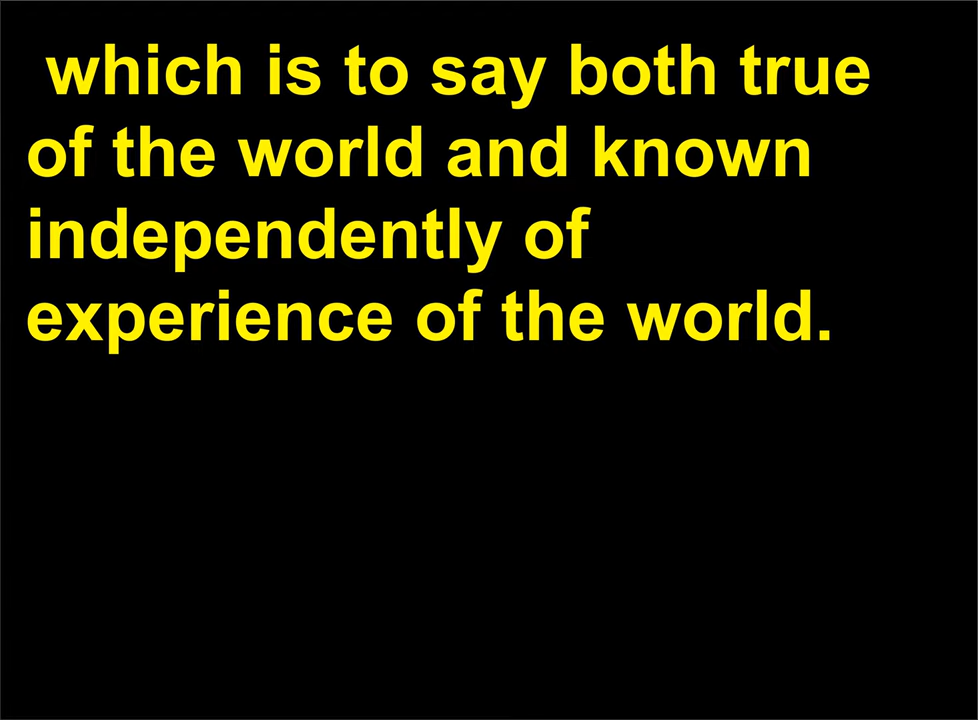 which is to say both true
of the world and known
independently of
experience of the world.